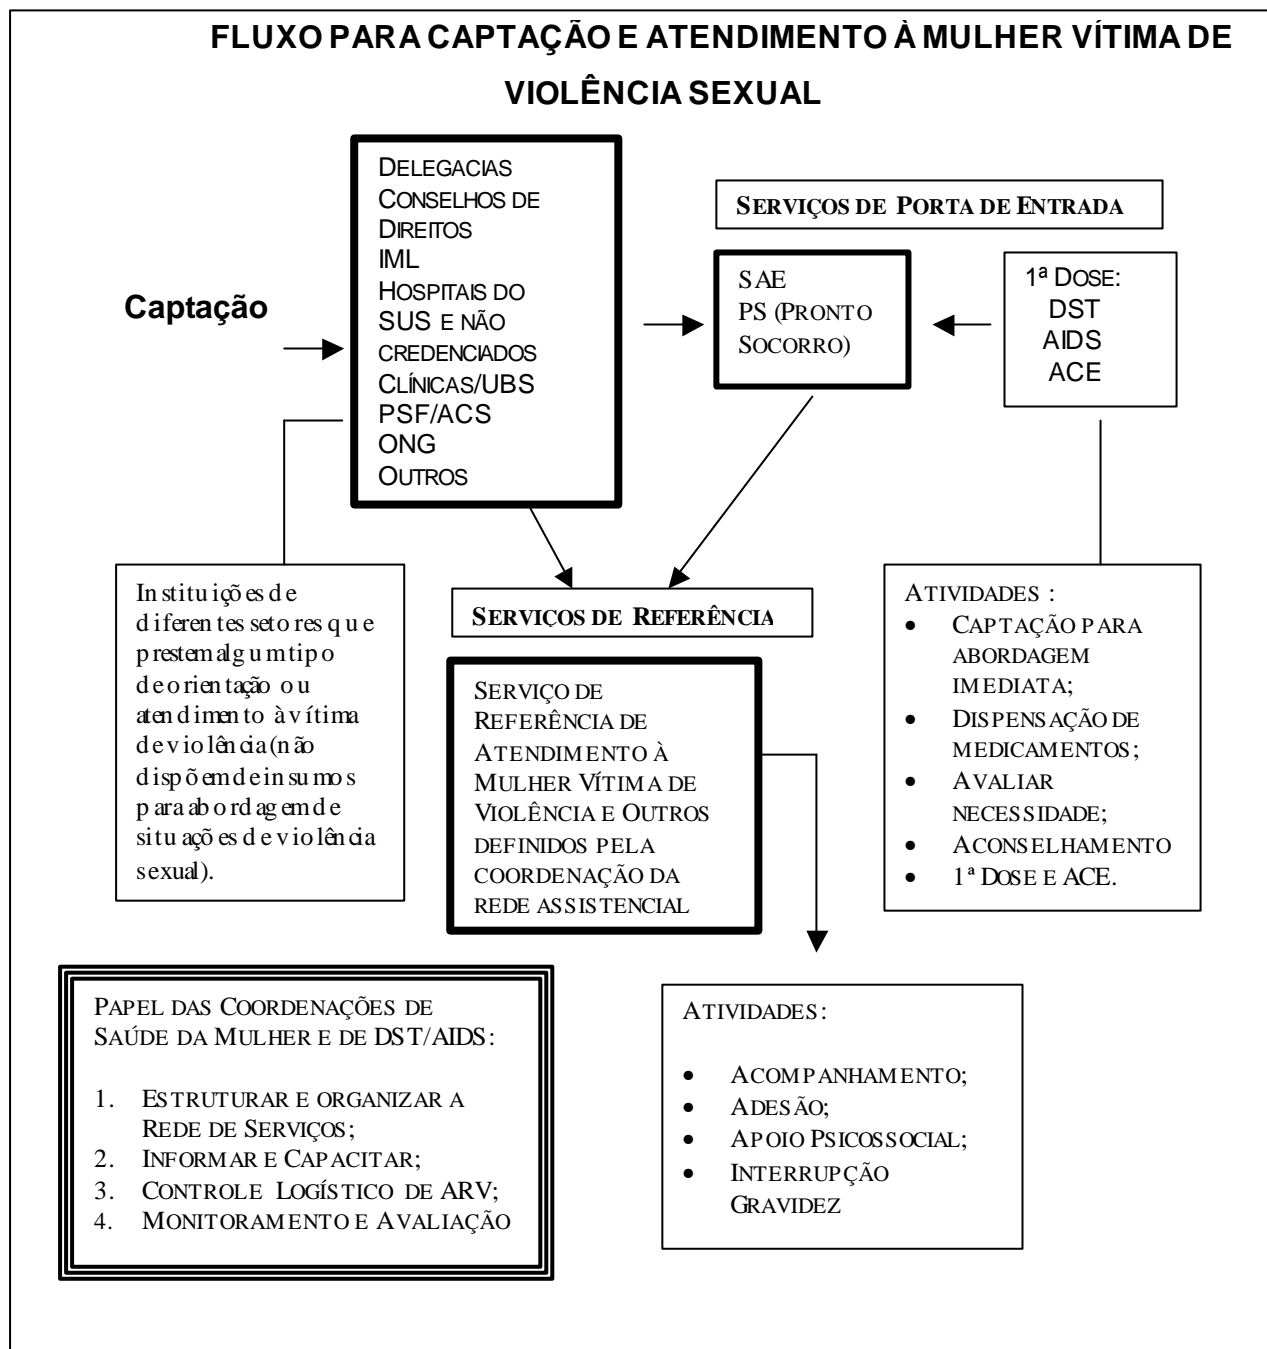 FLUXO PARA CAPTAÇÃO E ATENDIMENTO À MULHER VÍTIMA DE
VIOLÊNCIA SEXUAL
Captação
DELEGACIAS
CONSELHOS DE
DIREITOS
IML
HOSPITAIS DO
SUS E NÃO
CREDENCIADOS
CLÍNICAS/UBS
PSF/ACS
ONG
OUTROS
SERVIÇOS DE PORTA DE ENTRADA
SAE
PS (PRONTO
SOCORRO)
1ª DOSE:
DST
AIDS
ACE
Instituições de
diferentes setores que
prestem algum tipo
de orientação ou
atendimento à vítima
de violência (não
dispõem de insumos
para abordagem de
situações de violência
sexual).
SERVIÇOS DE REFERÊNCIA
SERVIÇO DE
REFERÊNCIA DE
ATENDIMENTO À
MULHER VÍTIMA DE
VIOLÊNCIA E OUTROS
DEFINIDOS PELA
COORDENAÇÃO DA
REDE ASSISTENCIAL
ATIVIDADES :
• CAPTAÇÃO PARA
ABORDAGEM
IMEDIATA;
• DISPENSAÇÃO DE
MEDICAMENTOS;
• AVALIAR
NECESSIDADE;
• ACONSELHAMENTO
• 1ª DOSE E ACE.
PAPEL DAS COORDENAÇÕES DE
SAÚDE DA MULHER E DE DST/AIDS:
1. ESTRUTURAR E ORGANIZAR A
REDE DE SERVIÇOS;
2. INFORMAR E CAPACITAR;
3. CONTROLE LOGÍSTICO DE ARV;
4. MONITORAMENTO E AVALIAÇÃO
ATIVIDADES:
• ACOMPANHAMENTO;
• ADESÃO;
• APOIO PSICOSSOCIAL;
• INTERRUPÇÃO
GRAVIDEZ